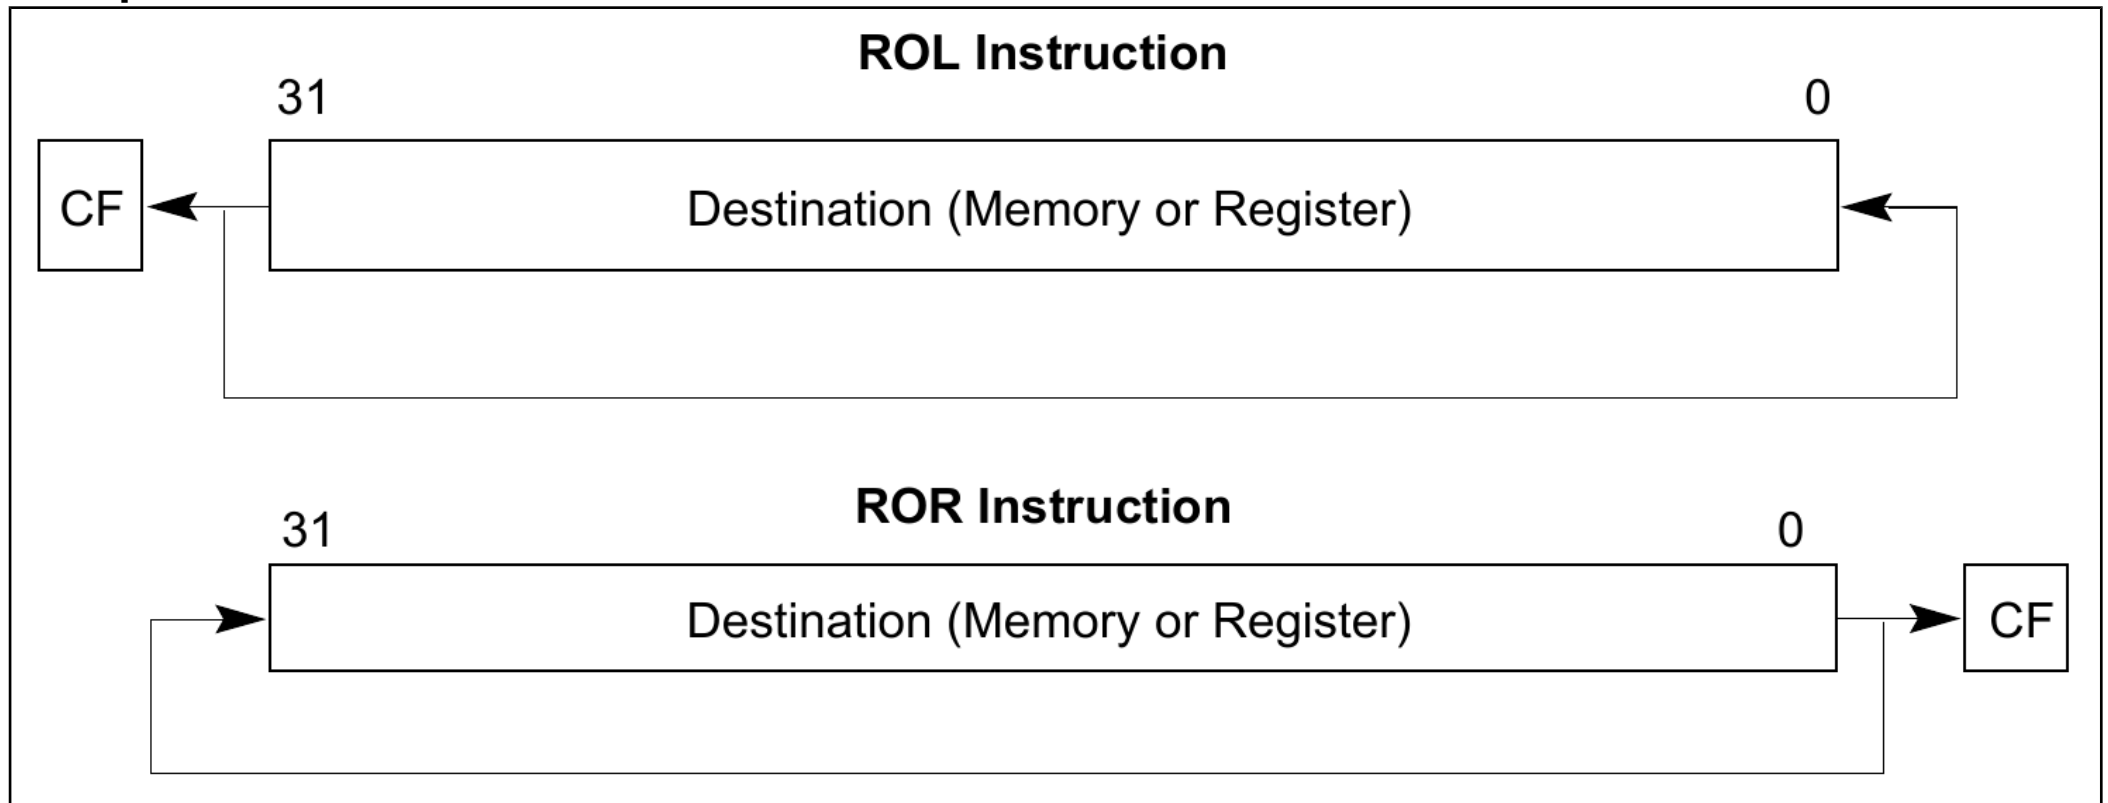 ROL Instruction
31 0
CF Destination (Memory or Register)
ROR Instruction
31 0
Destination (Memory or Register) CF